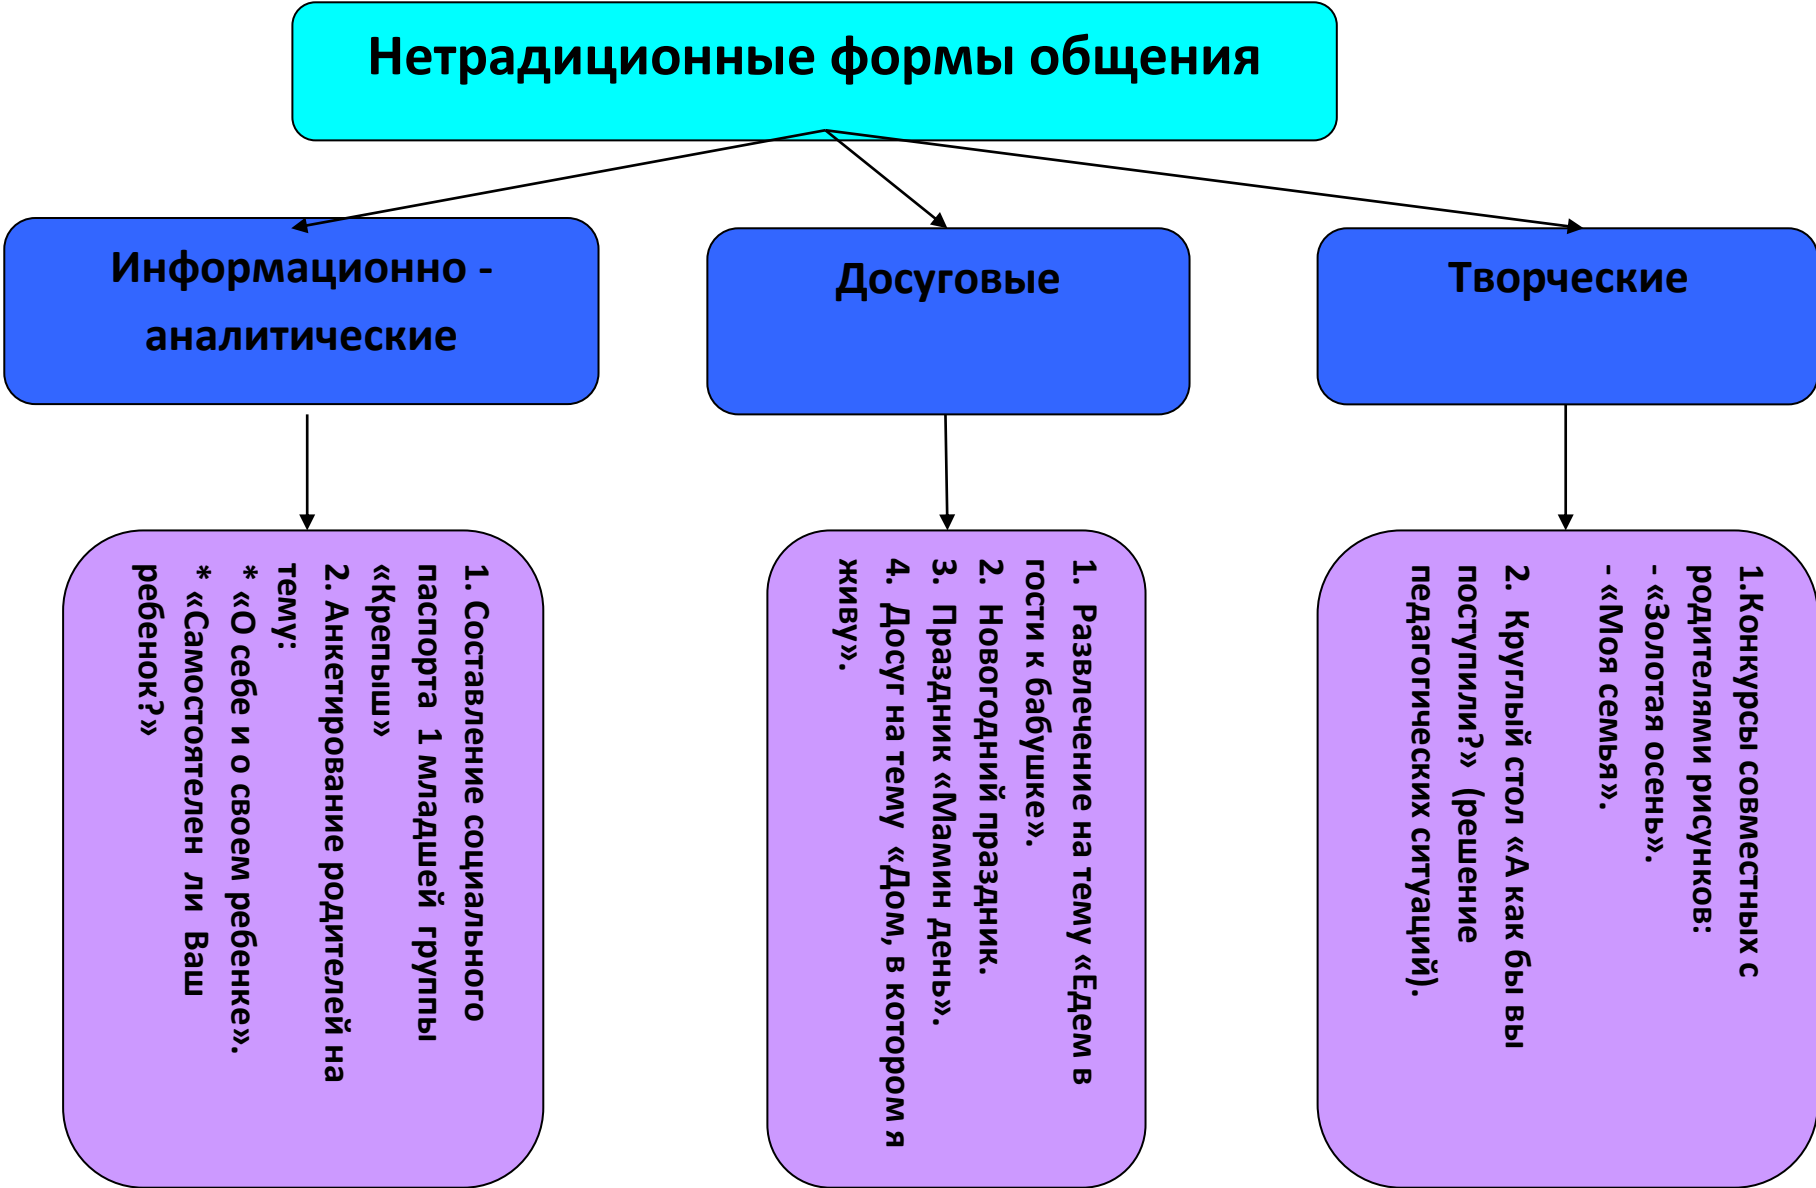 Нетрадиционные формы общения
Информационно -
аналитические
Досуговые
Творческие
1. Составление социального
паспорта 1 младшей группы
«Крепыш»
2. Анкетирование родителей на
тему:
* «О себе и о своем ребенке».
* «Самостоятелен ли Ваш
ребенок?»
1. Развлечение на тему «Едем в
гости к бабушке».
2. Новогодний праздник.
3. Праздник «Мамин день».
4. Досуг на тему «Дом, в котором я
живу».
1.Конкурсы совместных с
родителями рисунков:
- «Золотая осень».
- «Моя семья».
2. Круглый стол «А как бы вы
поступили?» (решение
педагогических ситуаций).